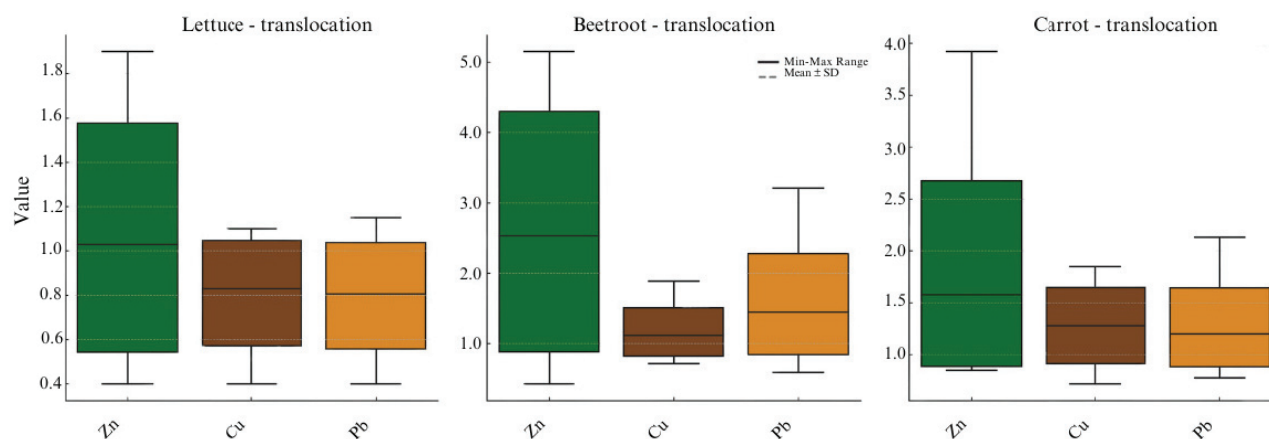 Lettuce - translocation
Value
1.8
1.6
1.4
1.2
1.0
0.8
0.6
0.4
Zn
Cu
Pb
Beetroot - translocation
Min-Max Range
Mean ± SD
5.0
4.0
3.0
2.0
1.0
Zn
Cu
Pb
Carrot - translocation
4.0
3.5
3.0
2.5
2.0
1.5
1.0
Zn
Cu
Pb